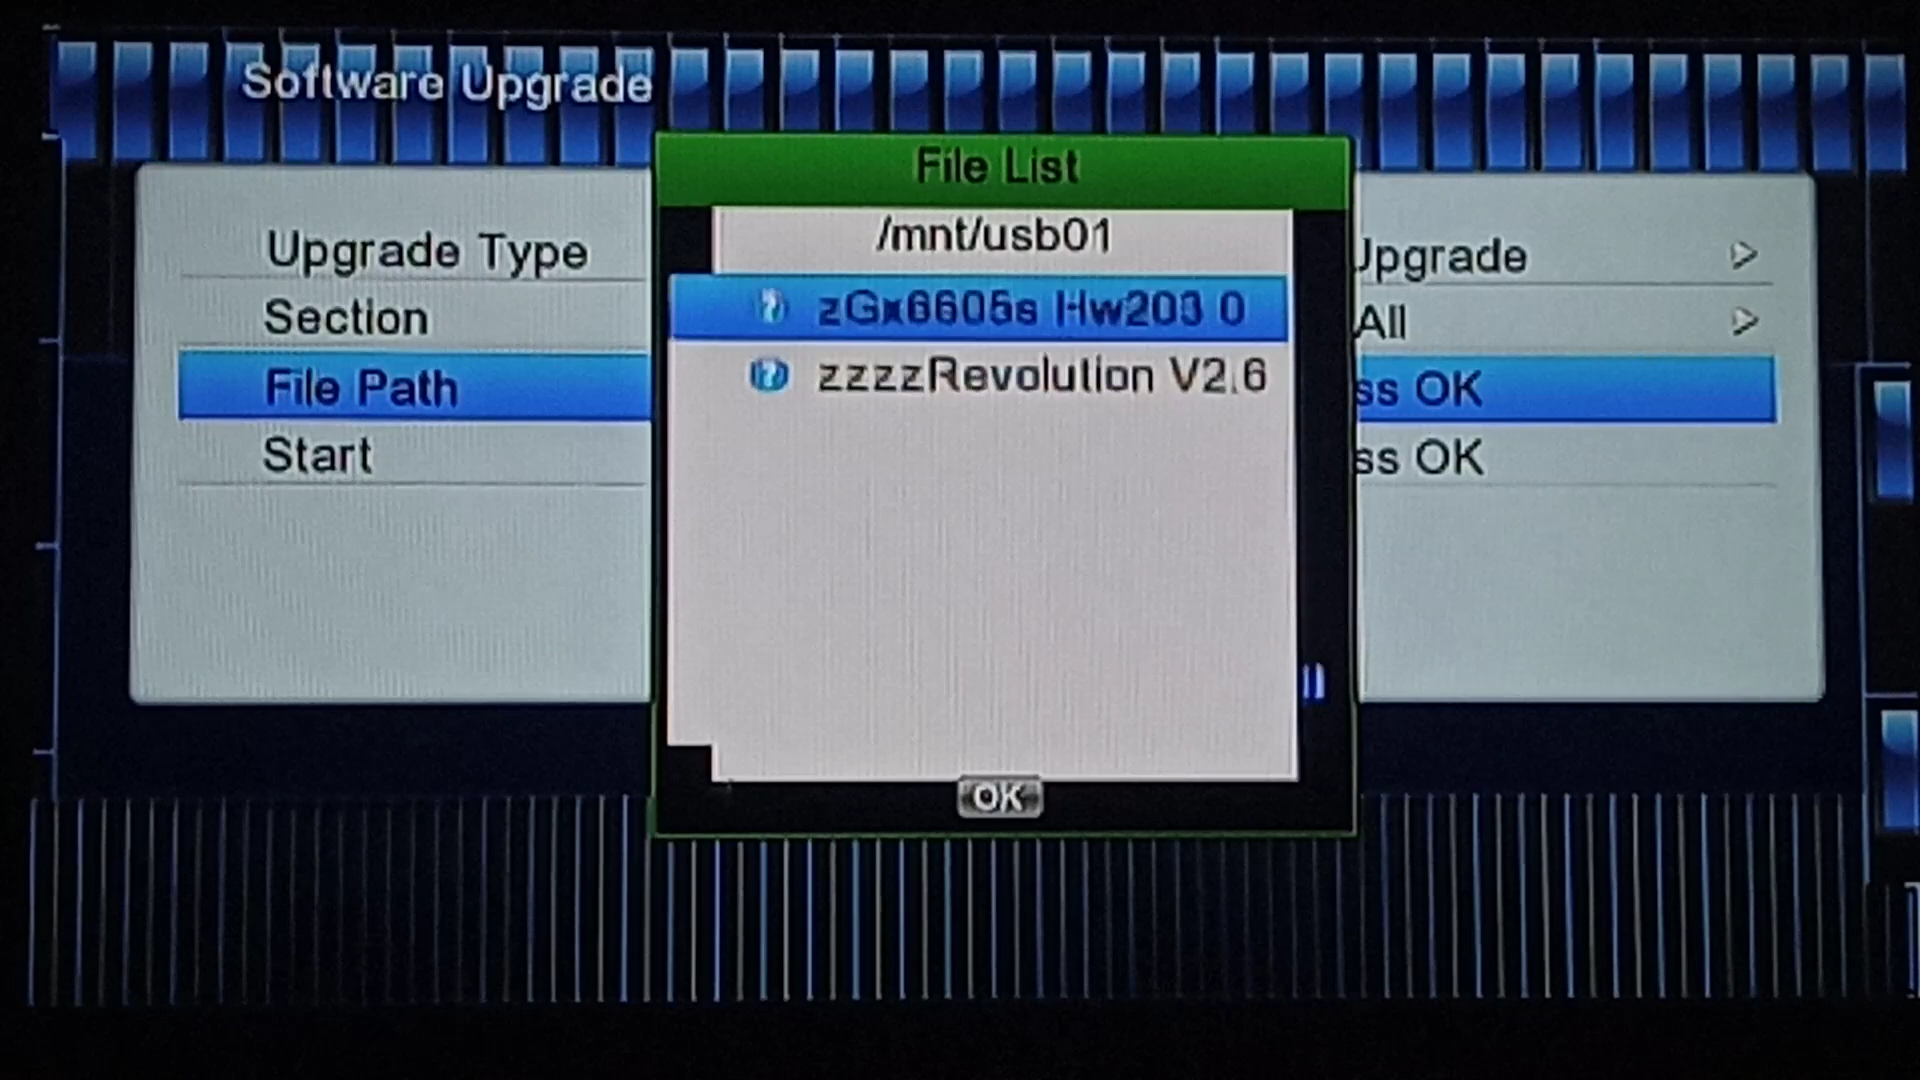 Software Upgrade
File List
/mnt/usb01
zGx6605s Hw203 0
zzzzRevolution V2.6
OK
Upgrade Type
Upgrade >
Section
All >
File Path
ss OK
Start
ss OK